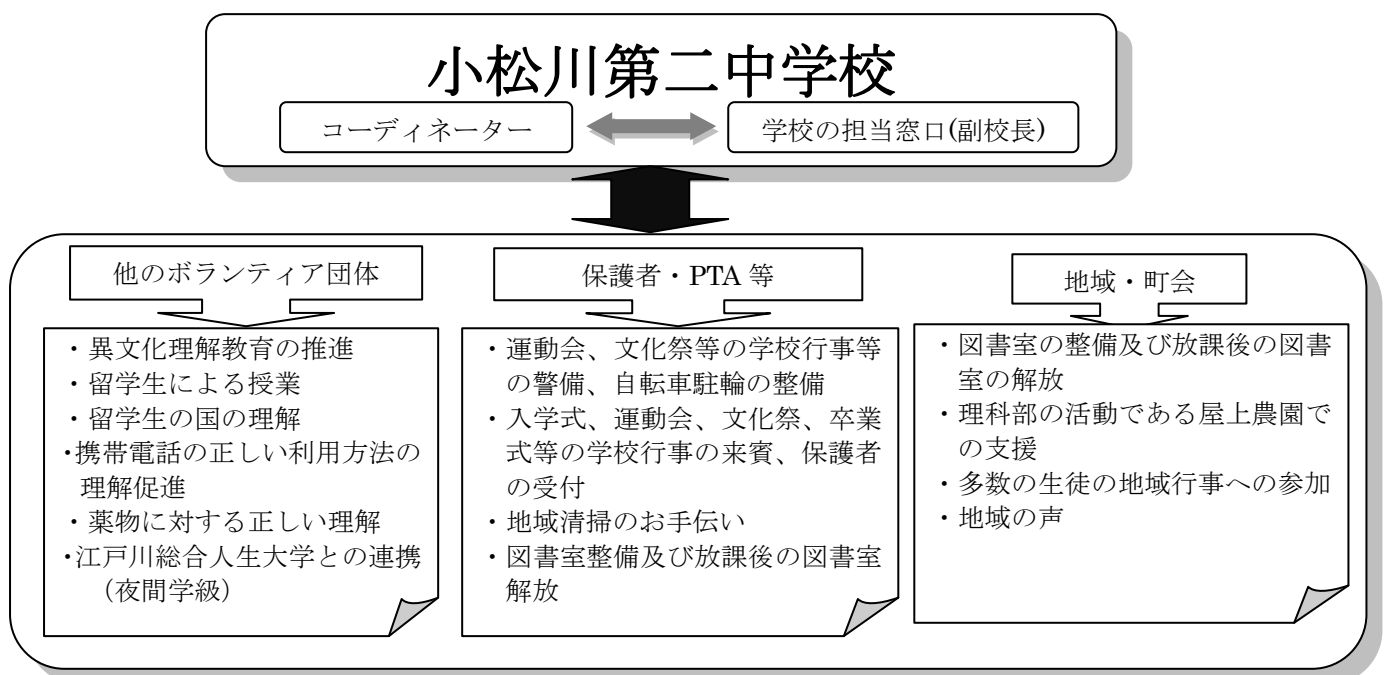 小松川第二中学校
コーディネーター
学校の担当窓口(副校長)
他のボランティア団体
・異文化理解教育の推進
・留学生による授業
・留学生の国の理解
・携帯電話の正しい利用方法の
理解促進
・薬物に対する正しい理解
・江戸川総合人生大学との連携
（夜間学級）
保護者・PTA 等
・運動会、文化祭等の学校行事等
の警備、自転車駐輪の整備
・入学式、運動会、文化祭、卒業
式等の学校行事の来賓、保護者
の受付
・地域清掃のお手伝い
・図書室整備及び放課後の図書室
解放
地域・町会
・図書室の整備及び放課後の図書
室の解放
・理科部の活動である屋上農園で
の支援
・多数の生徒の地域行事への参加
・地域の声